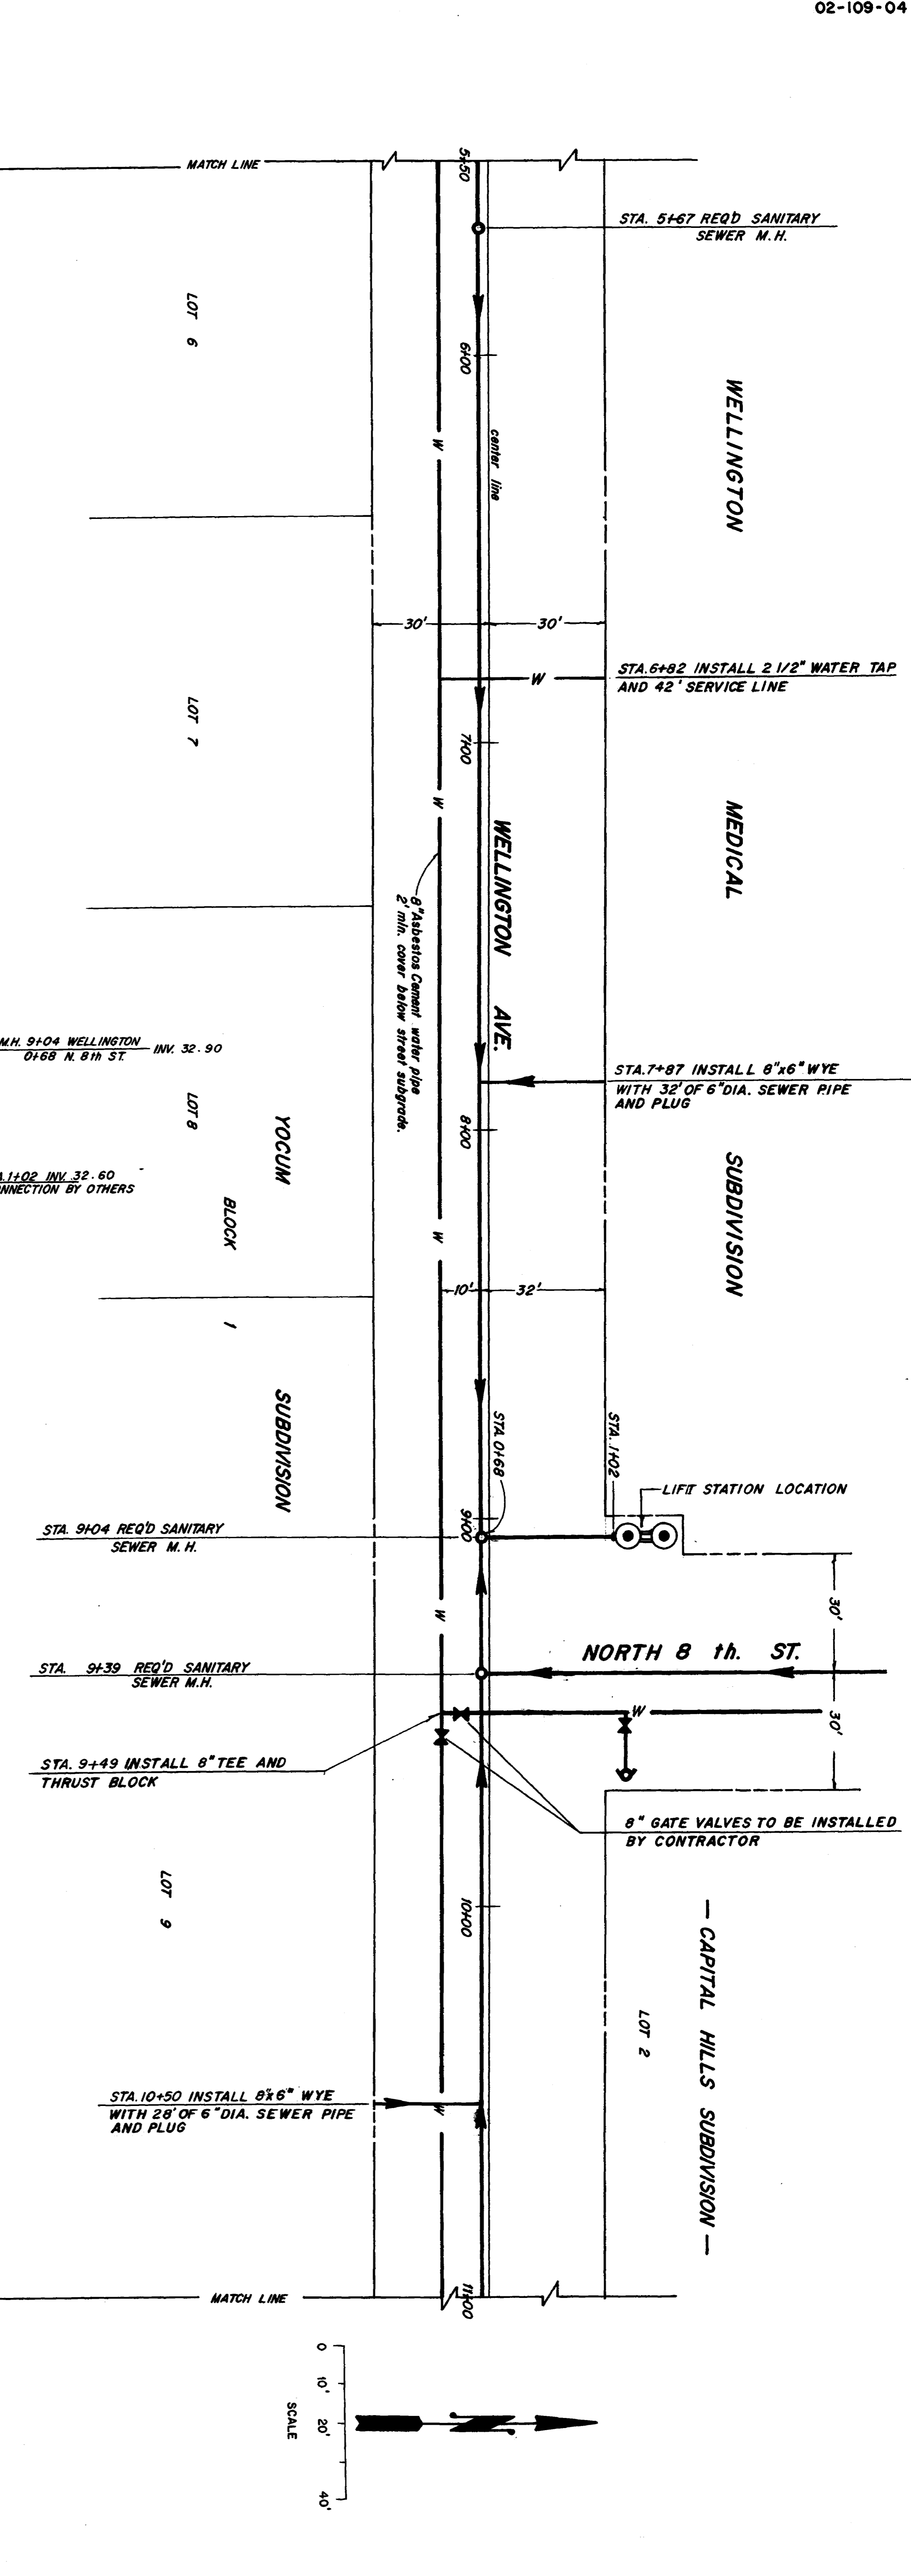 02-109-04
MATCH LINE
5+50
STA. 5+67 REQ'D SANITARY
SEWER M.H.
LOT 6
6+00
WELLINGTON
W
center line
30'
30'
STA.6+82 INSTALL 2 1/2" WATER TAP
AND 42' SERVICE LINE
W
LOT 7
7+00
W
MEDICAL
WELLINGTON AVE.
8" Asbestos Cement water pipe
2' min. cover below street subgrade.
M.H. 9+04 WELLINGTON
0+68 N. 8th ST.
INV. 32.90
STA.7+87 INSTALL 8"x6" WYE
WITH 32' OF 6" DIA. SEWER PIPE
AND PLUG
LOT 8
8+00
YOCUM
SUBDIVISION
1+02 INV. 32.60
NNECTION BY OTHERS
BLOCK 1
W
10'
32'
SUBDIVISION
STA. 0+68
STA. 1+02
LIFT STATION LOCATION
9+00
STA. 9+04 REQ'D SANITARY
SEWER M.H.
30'
W
NORTH 8 th. ST.
STA. 9+39 REQ'D SANITARY
SEWER M.H.
W
30'
STA. 9+49 INSTALL 8" TEE AND
THRUST BLOCK
8" GATE VALVES TO BE INSTALLED
BY CONTRACTOR
LOT 9
10+00
— CAPITAL HILLS SUBDIVISION —
LOT 2
STA.10+50 INSTALL 8"x6" WYE
WITH 28' OF 6" DIA. SEWER PIPE
AND PLUG
W
MATCH LINE
11+00
0
10'
20'
40'
SCALE